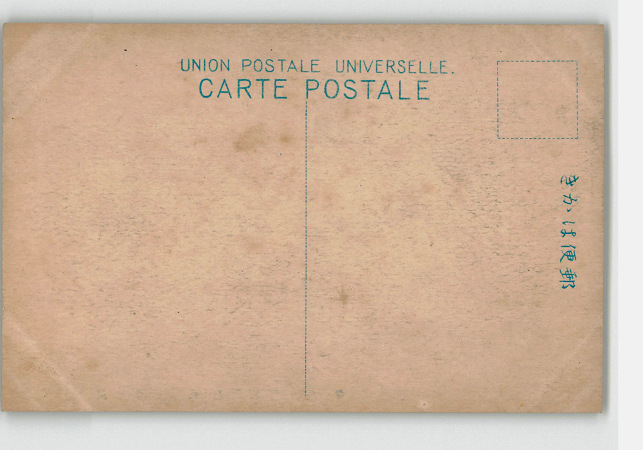 UNION POSTALE UNIVERSELLE.
CARTE POSTALE
きかは便郵